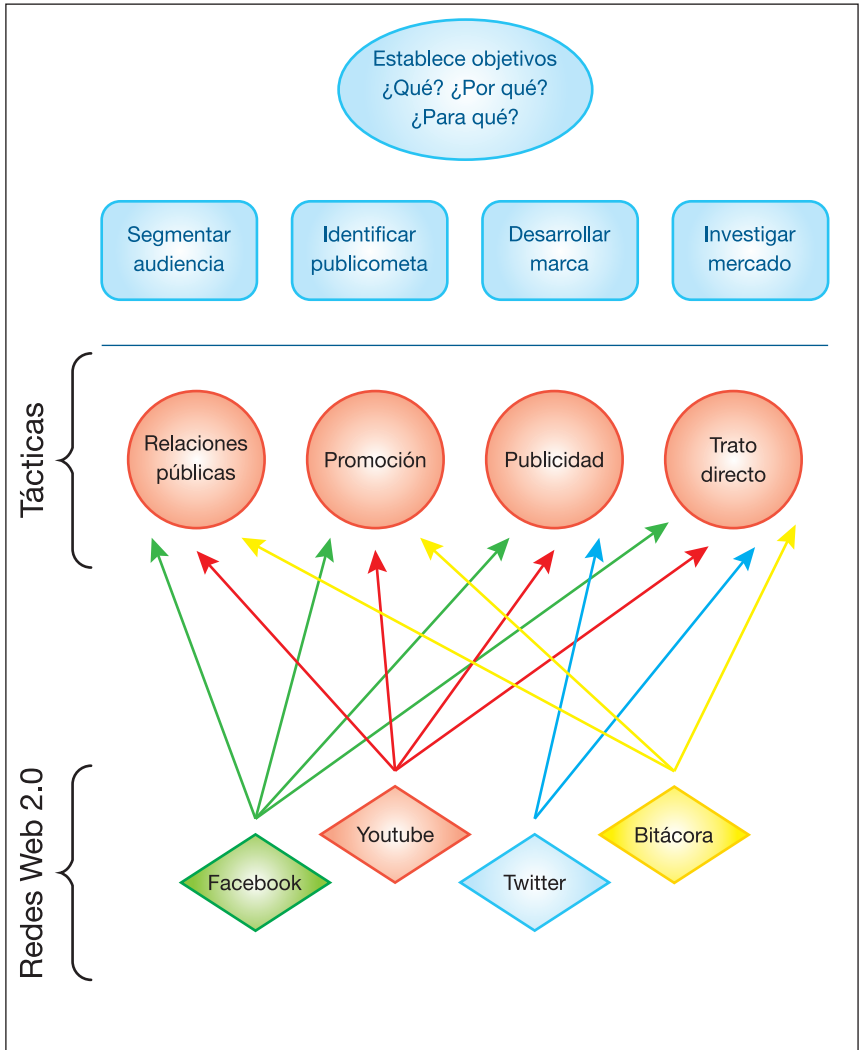 Establece objetivos
¿Qué? ¿Por qué?
¿Para qué?
Segmentar
audiencia
Identificar
publicometa
Desarrollar
marca
Investigar
mercado
Tácticas
Relaciones
públicas
Promoción
Publicidad
Trato
directo
Redes Web 2.0
Facebook
Youtube
Twitter
Bitácora